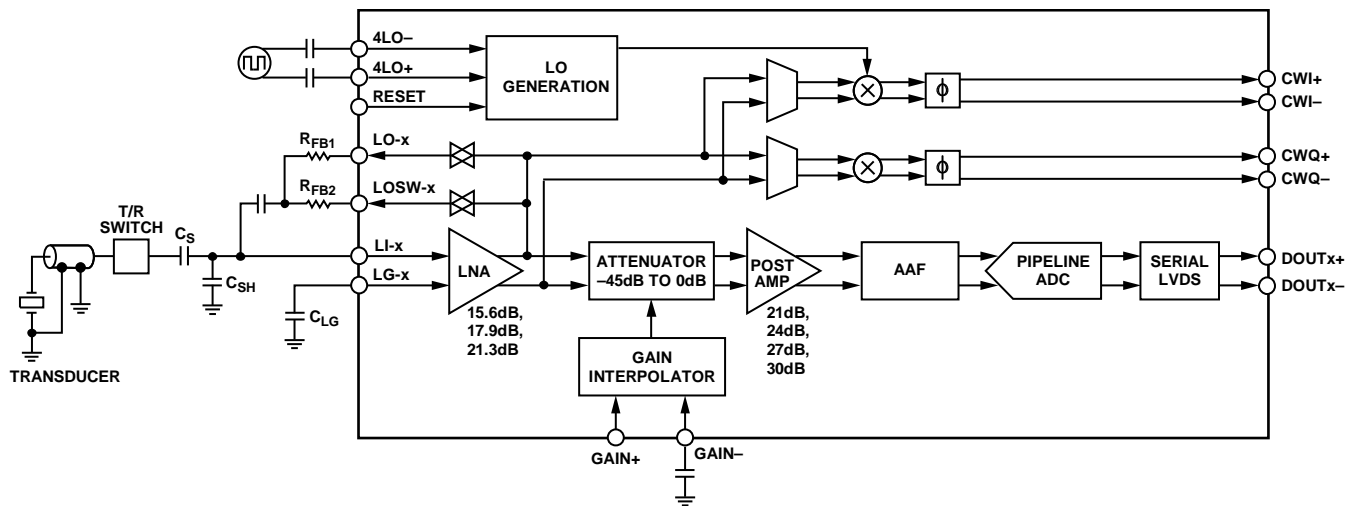 4LO–
4LO+
RESET
LO
GENERATION
CWI+
CWI–
RFB1
LO-x
RFB2
LOSW-x
CWQ+
CWQ–
T/R
SWITCH
CS
LI-x
LG-x
CSH
CLG
LNA
15.6dB,
17.9dB,
21.3dB
ATTENUATOR
–45dB TO 0dB
POST
AMP
21dB,
24dB,
27dB,
30dB
AAF
PIPELINE
ADC
SERIAL
LVDS
DOUTx+
DOUTx–
GAIN
INTERPOLATOR
TRANSDUCER
GAIN+
GAIN–
ϕ
ϕ